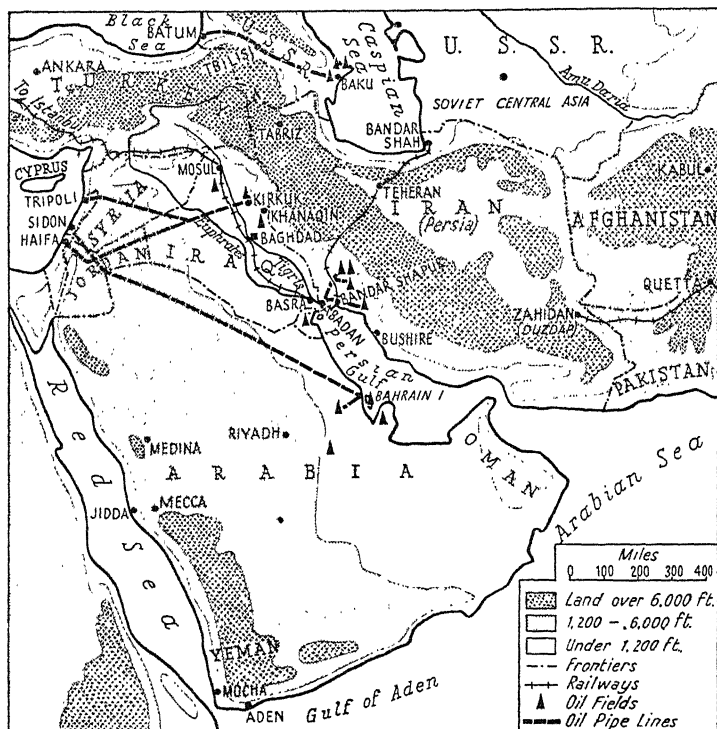 Black
Sea
BATUM
U. S. S. R.
TBILISI
ANKARA
TURKEY
To Istanbul
BAKU
Caspian
Sea
U. S. S. R.
SOVIET CENTRAL ASIA
Amu Daria
TABRIZ
BANDAR
SHAH
CYPRUS
MOSUL
KIRKUK
KHANAQIN
TEHERAN
KABUL
TRIPOLI
SIDON
HAIFA
SYRIA
JORDAN
IRAQ
BAGHDAD
Euphrates
Tigris
IRAN
(Persia)
AFGHANISTAN
BASRA
BANDAR SHAPUR
ABADAN
QUETTA
ZAHIDAN
(DUZDAP)
BUSHIRE
Persian
Gulf
PAKISTAN
BAHRAIN I
Red Sea
MEDINA
RIYADH
ARABIA
OMAN
JIDDA
MECCA
Arabian Sea
YEMAN
MOCHA
ADEN
Gulf of Aden
Miles
0 100 200 300 400
Land over 6,000 ft.
1,200 - 6,000 ft.
Under 1,200 ft.
Frontiers
Railways
Oil Fields
Oil Pipe Lines